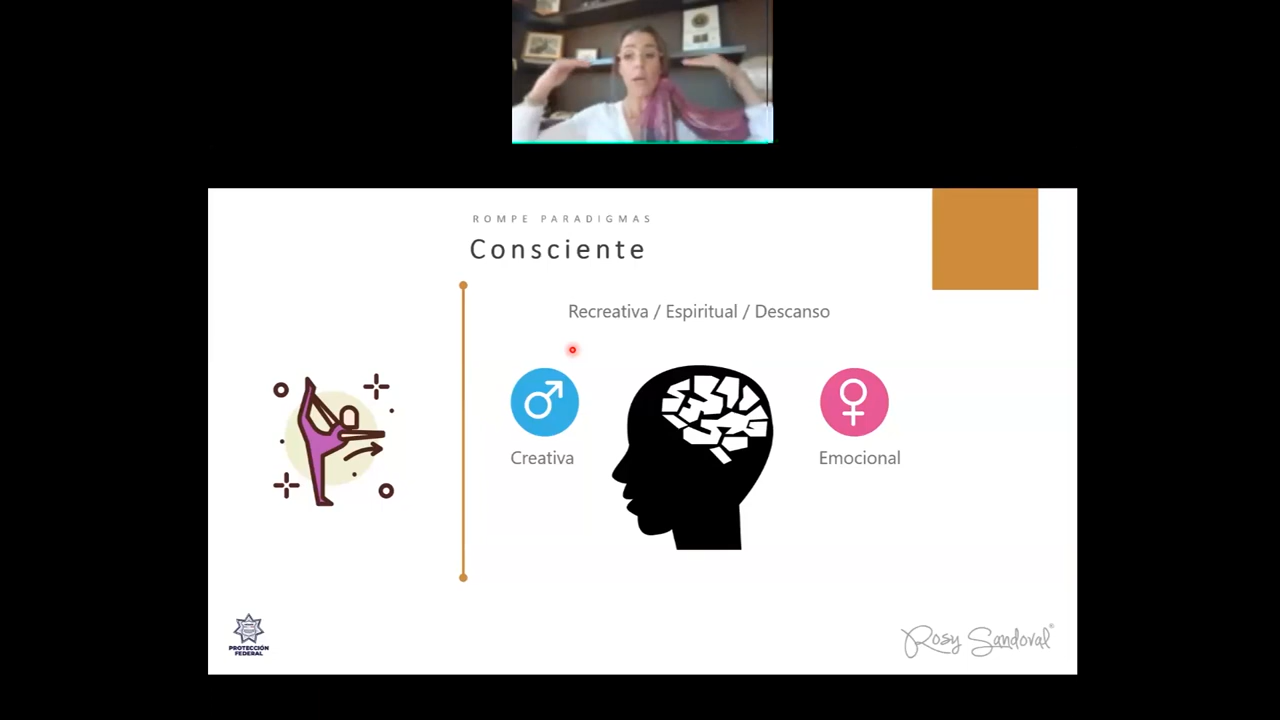 ROMPE PARADIGMAS
Consciente
Recreativa / Espiritual / Descanso
Creativa
Emocional
PROTECCIÓN
FEDERAL
Rosy Sandoval®